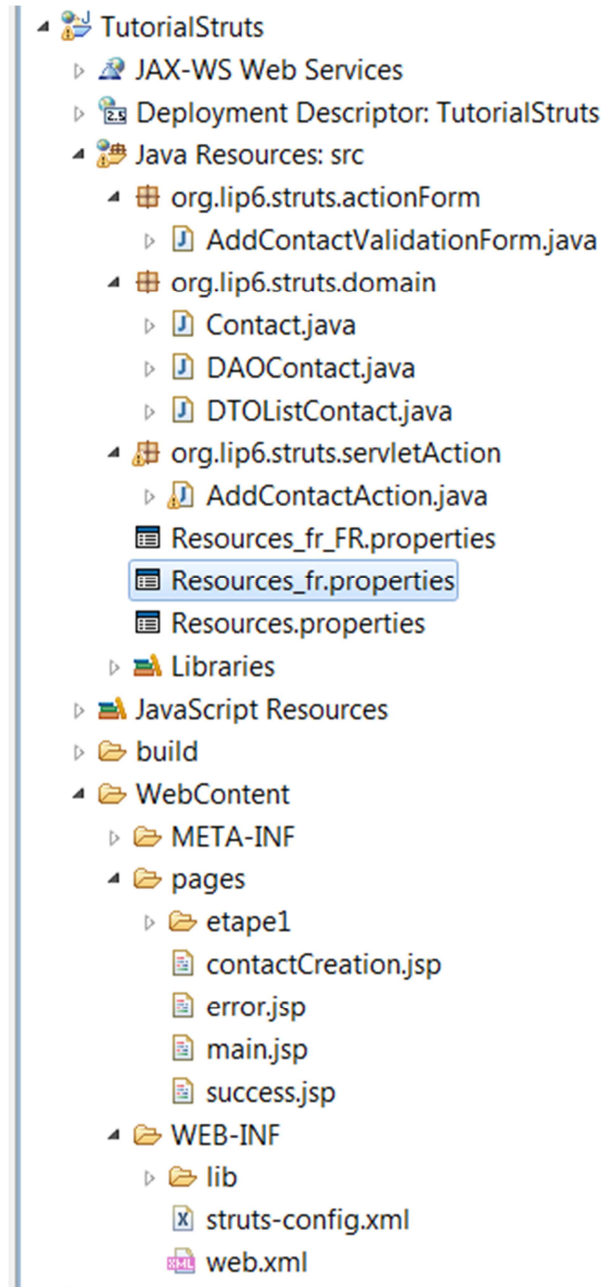 TutorialStruts
JAX-WS Web Services
2.5 Deployment Descriptor: TutorialStruts
Java Resources: src
org.lip6.struts.actionForm
J AddContactValidationForm.java
org.lip6.struts.domain
J Contact.java
J DAOContact.java
J DTOListContact.java
org.lip6.struts.servletAction
J AddContactAction.java
Resources_fr_FR.properties
Resources_fr.properties
Resources.properties
Libraries
JavaScript Resources
build
WebContent
META-INF
pages
etape1
contactCreation.jsp
error.jsp
main.jsp
success.jsp
WEB-INF
lib
X struts-config.xml
XML web.xml